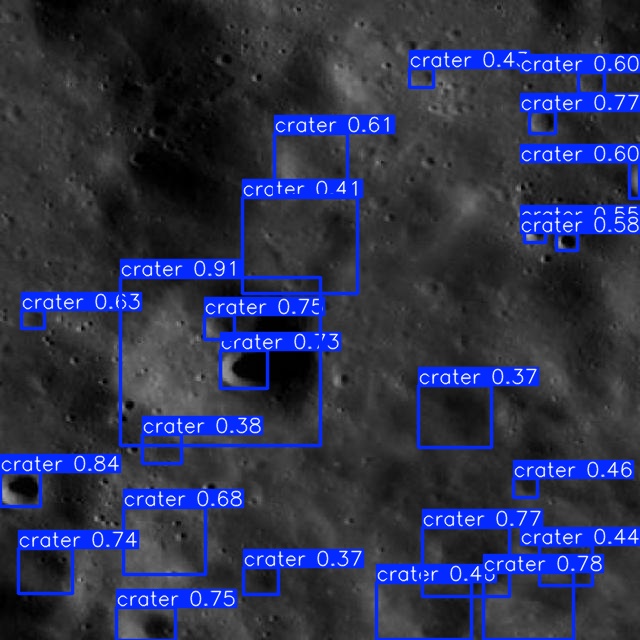 crater 0.60
crater 0.77
crater 0.61
crater 0.60
crater 0.41
crater 0.58
crater 0.91
crater 0.63
crater 0.75
crater 0.73
crater 0.37
crater 0.38
crater 0.84
crater 0.46
crater 0.68
crater 0.77
crater 0.74
crater 0.44
crater 0.37
crater 0.78
crater 0.75